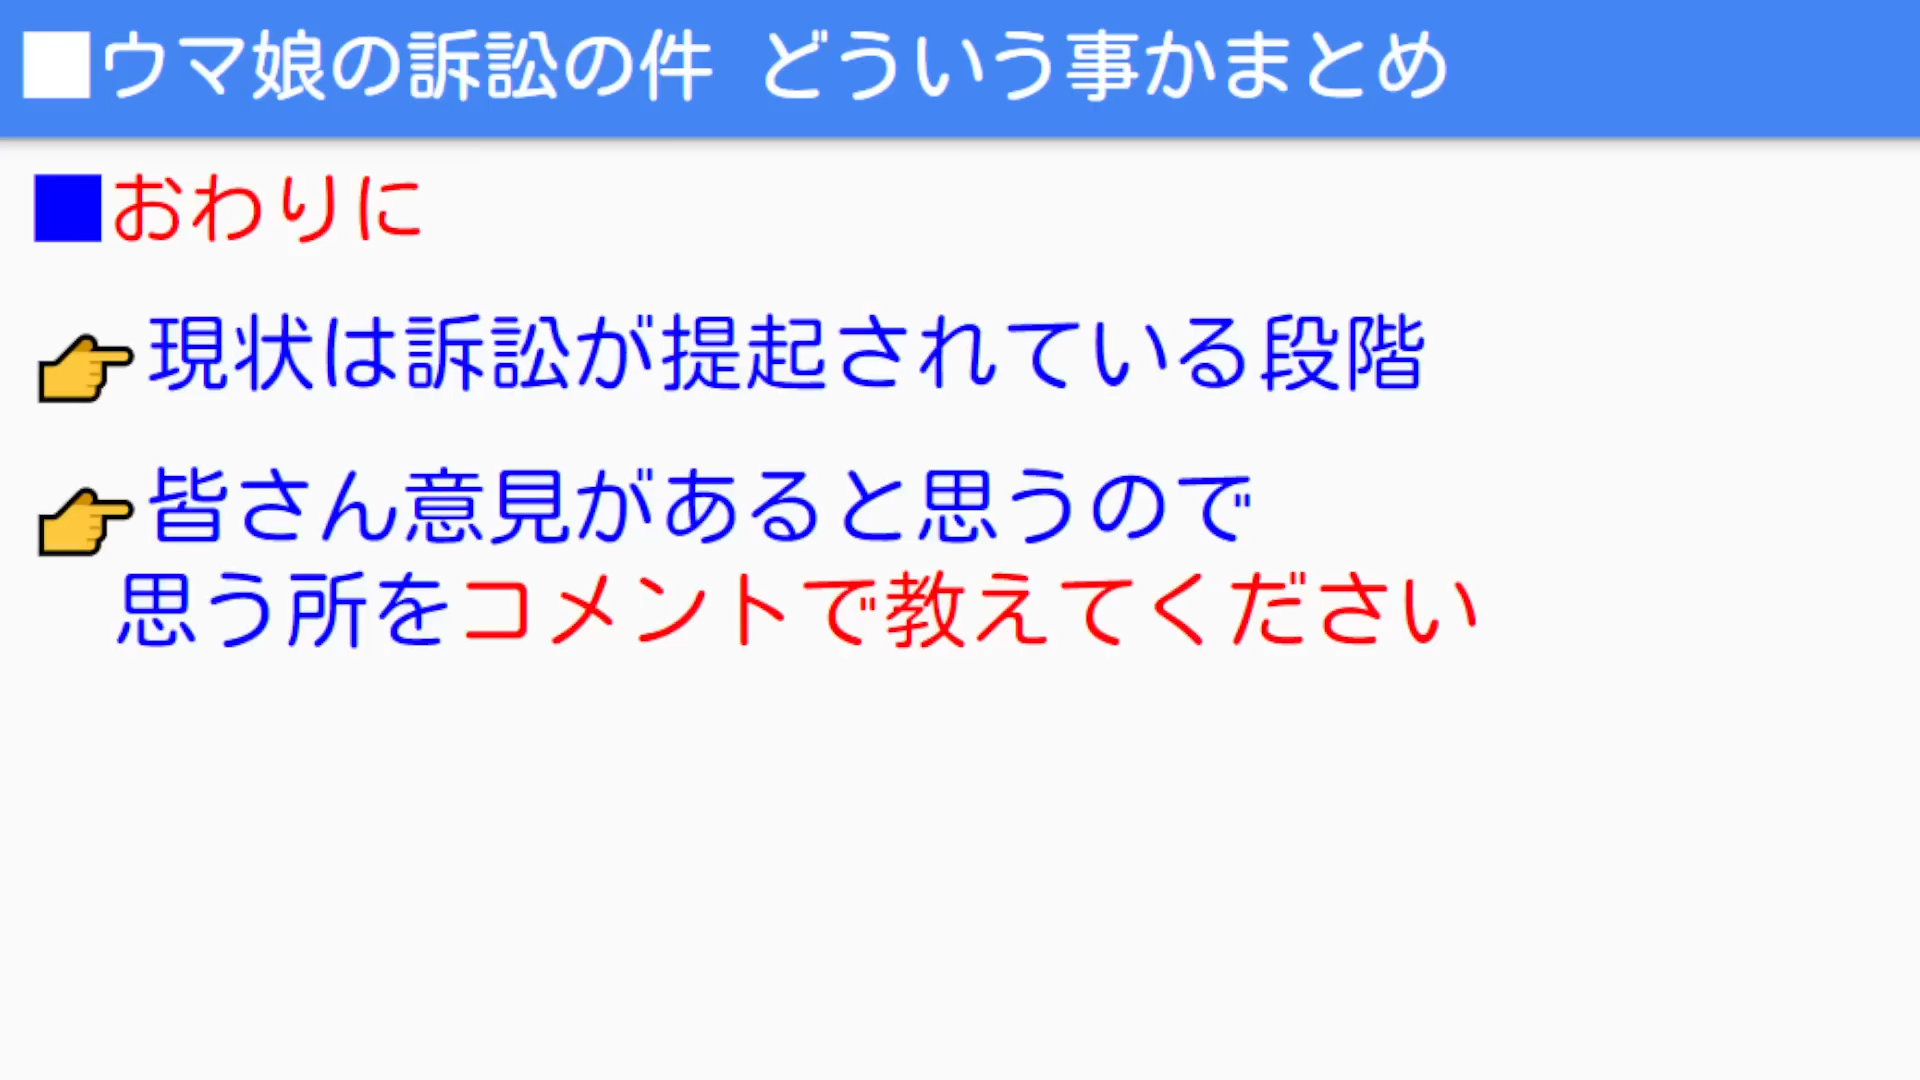 ■ウマ娘の訴訟の件 どういう事かまとめ
■おわりに
👉現状は訴訟が提起されている段階
👉皆さん意見があると思うので
思う所をコメントで教えてください